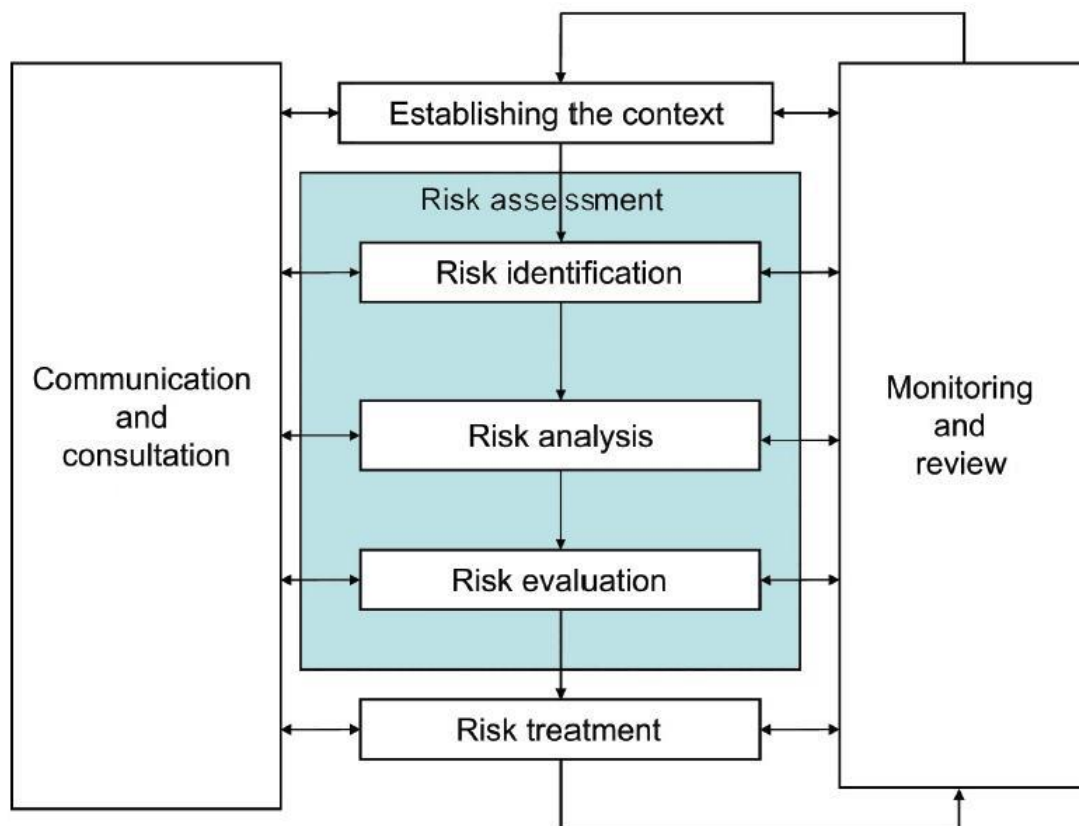 Establishing the context
Risk assessment
Risk identification
Communication
and
consultation
Risk analysis
Monitoring
and
review
Risk evaluation
Risk treatment